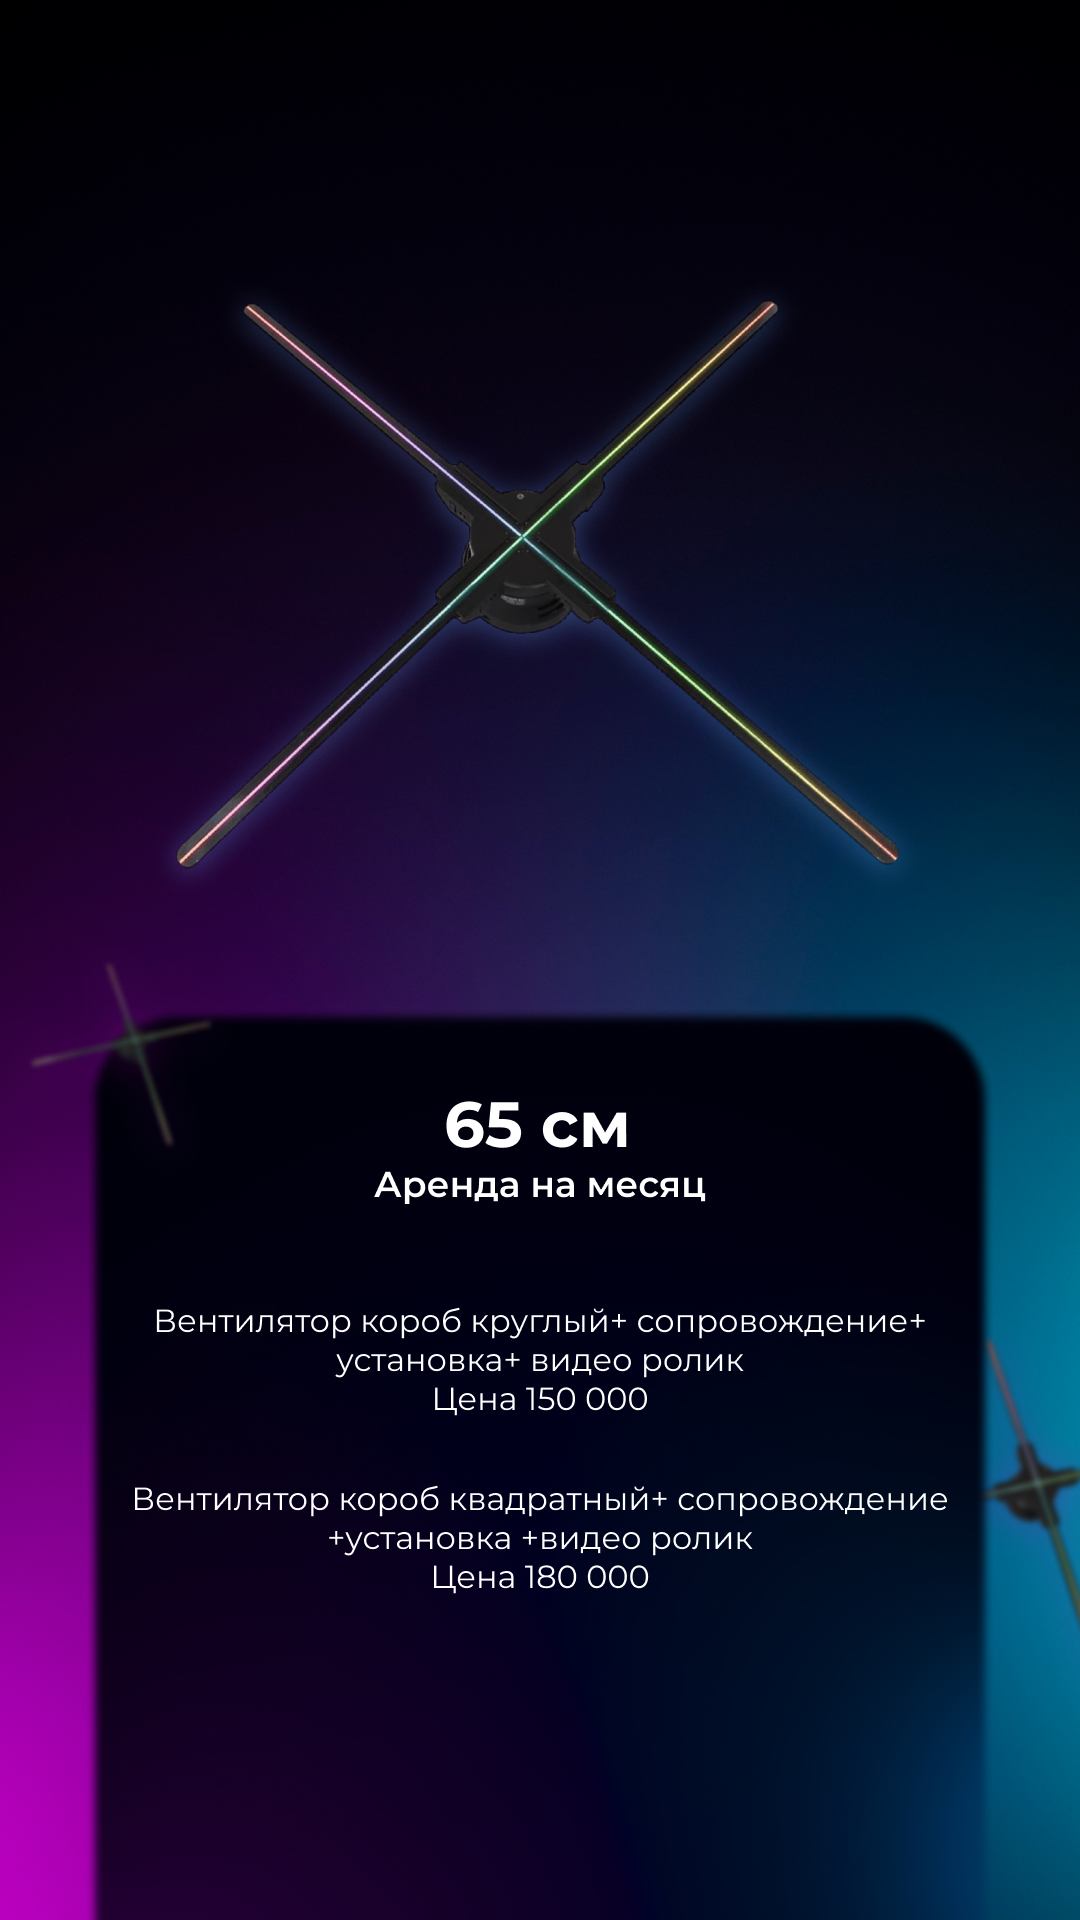 65 см
Аренда на месяц
Вентилятор короб круглый+ сопровождение+
установка+ видео ролик
Цена 150 000
Вентилятор короб квадратный+ сопровождение
+установка +видео ролик
Цена 180 000